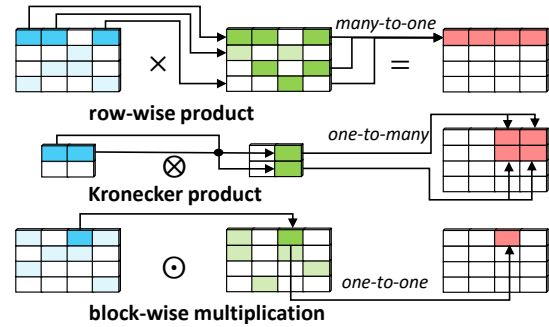 many-to-one
×
=
row-wise product
one-to-many
⊗
Kronecker product
⊙
one-to-one
block-wise multiplication